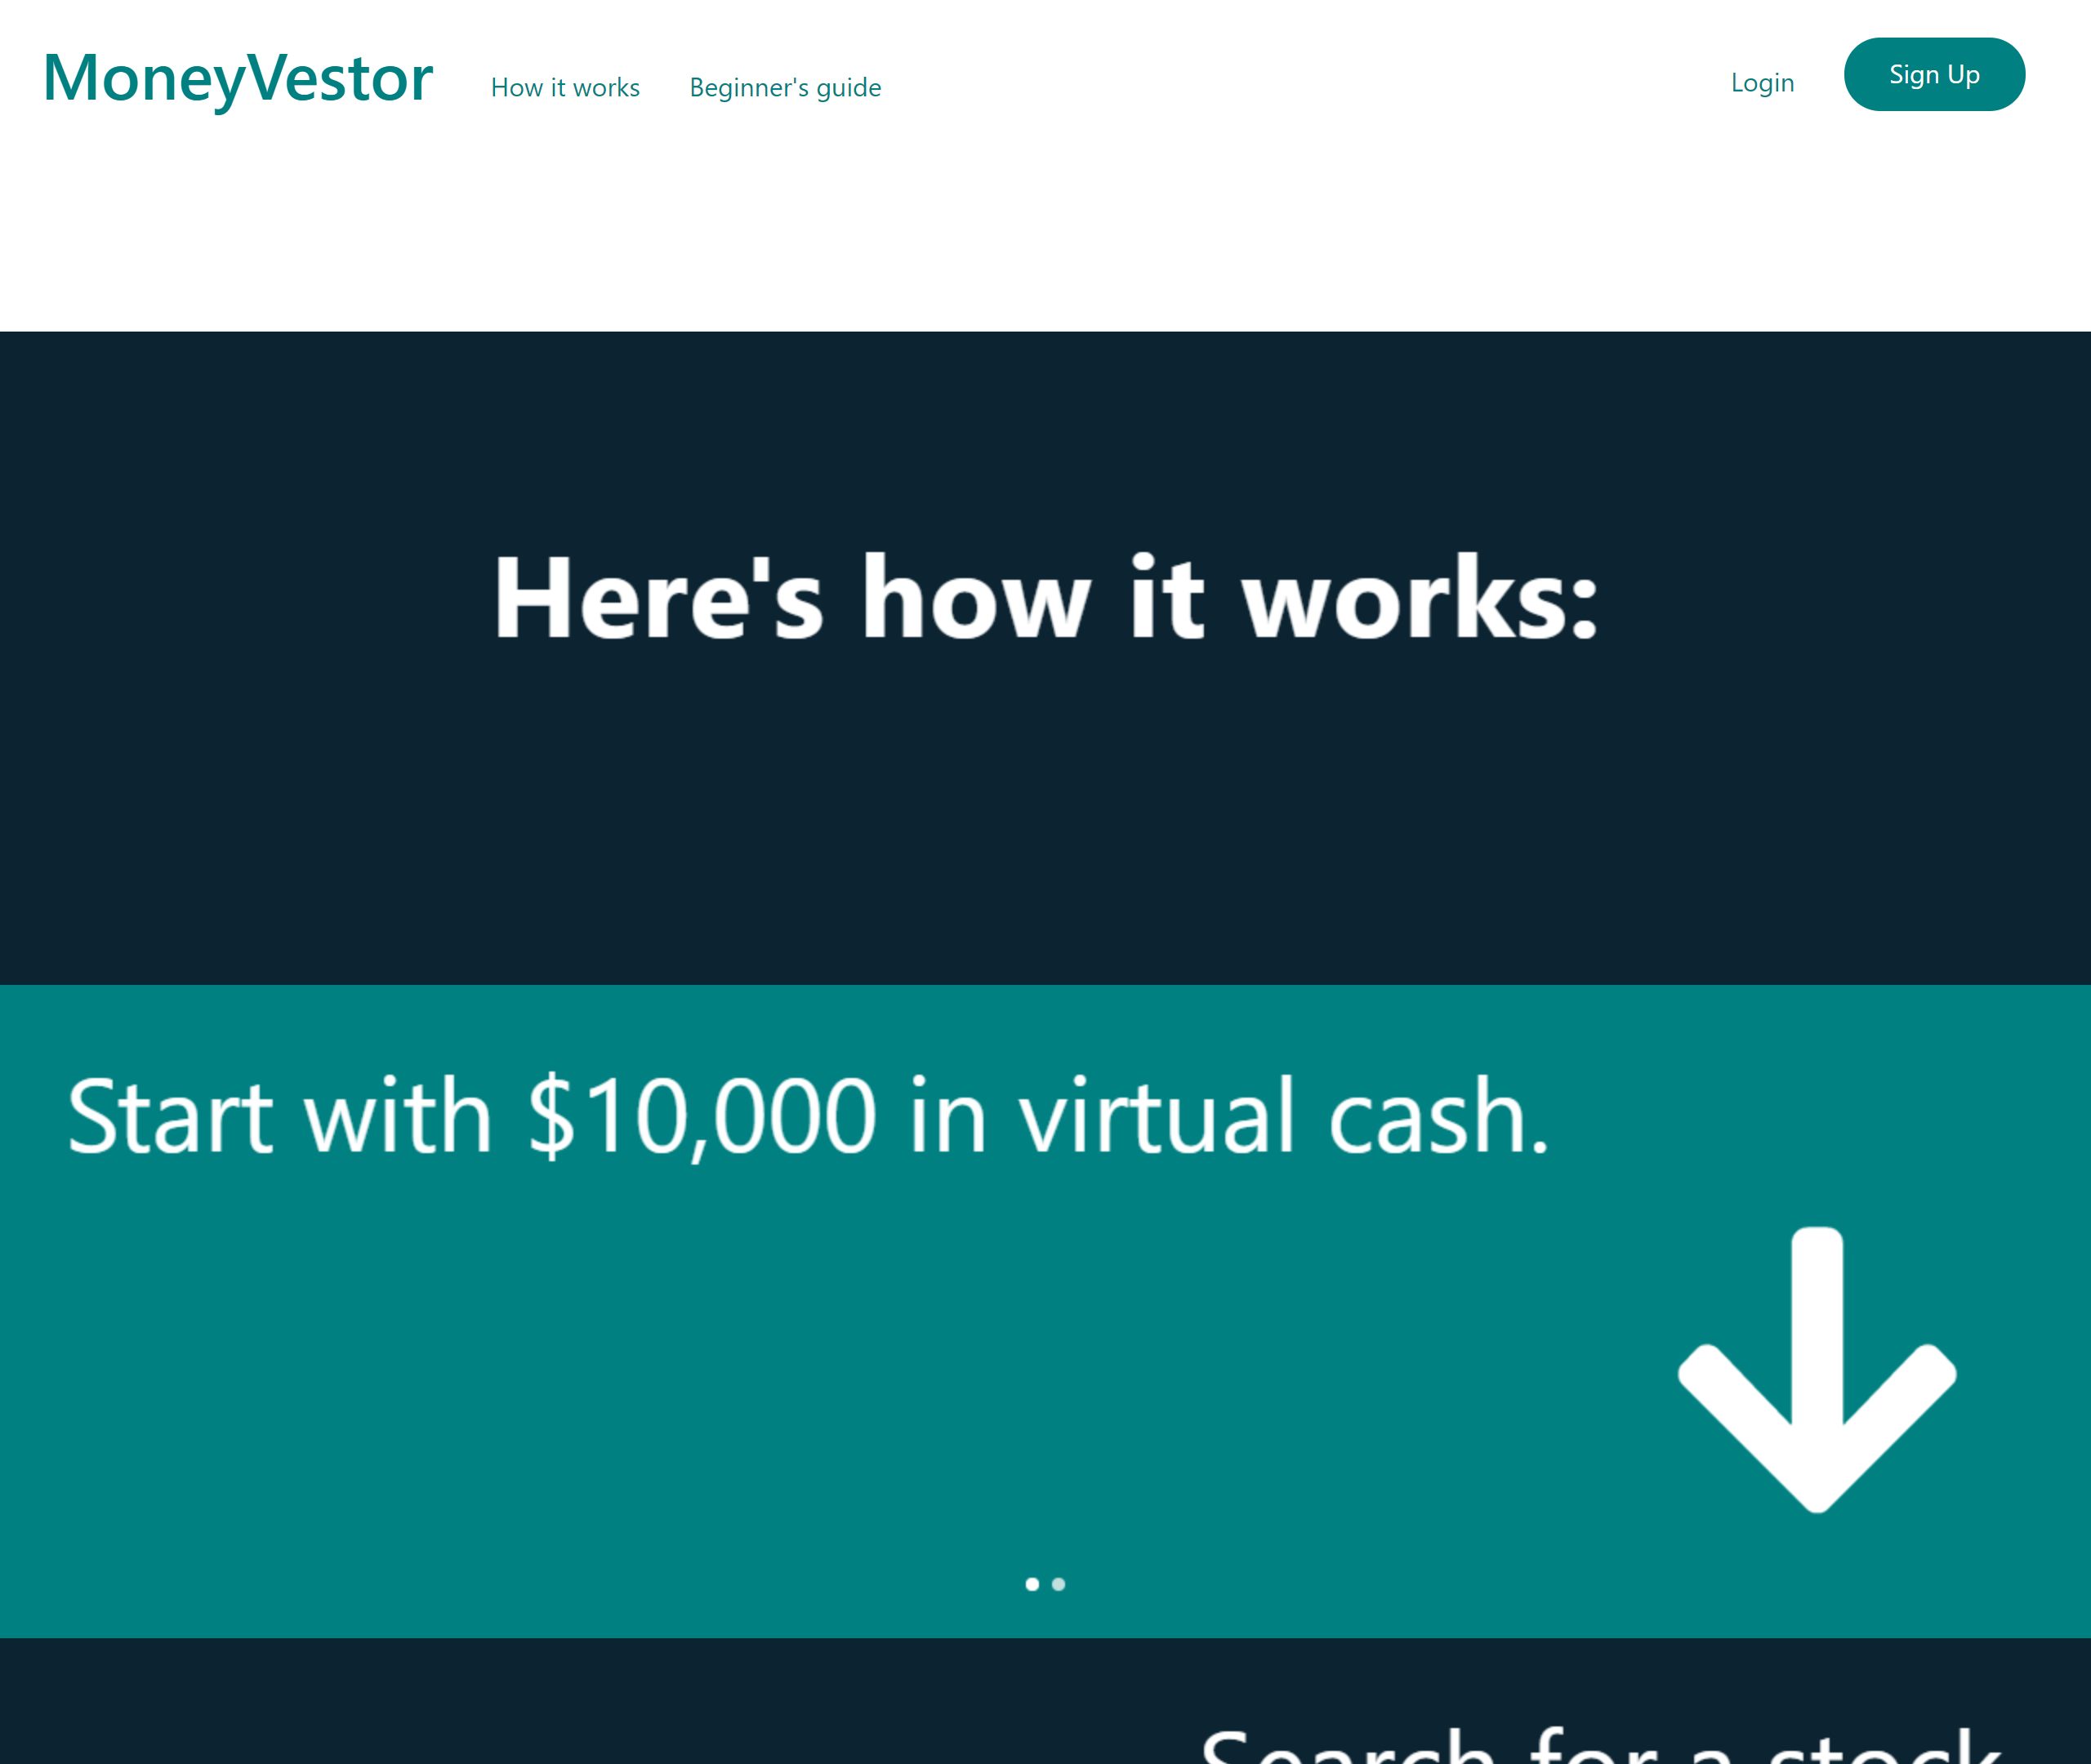 MoneyVestor
How it works
Beginner's guide
Login
Sign Up
Here's how it works:
Start with $10,000 in virtual cash.
Search for a stock